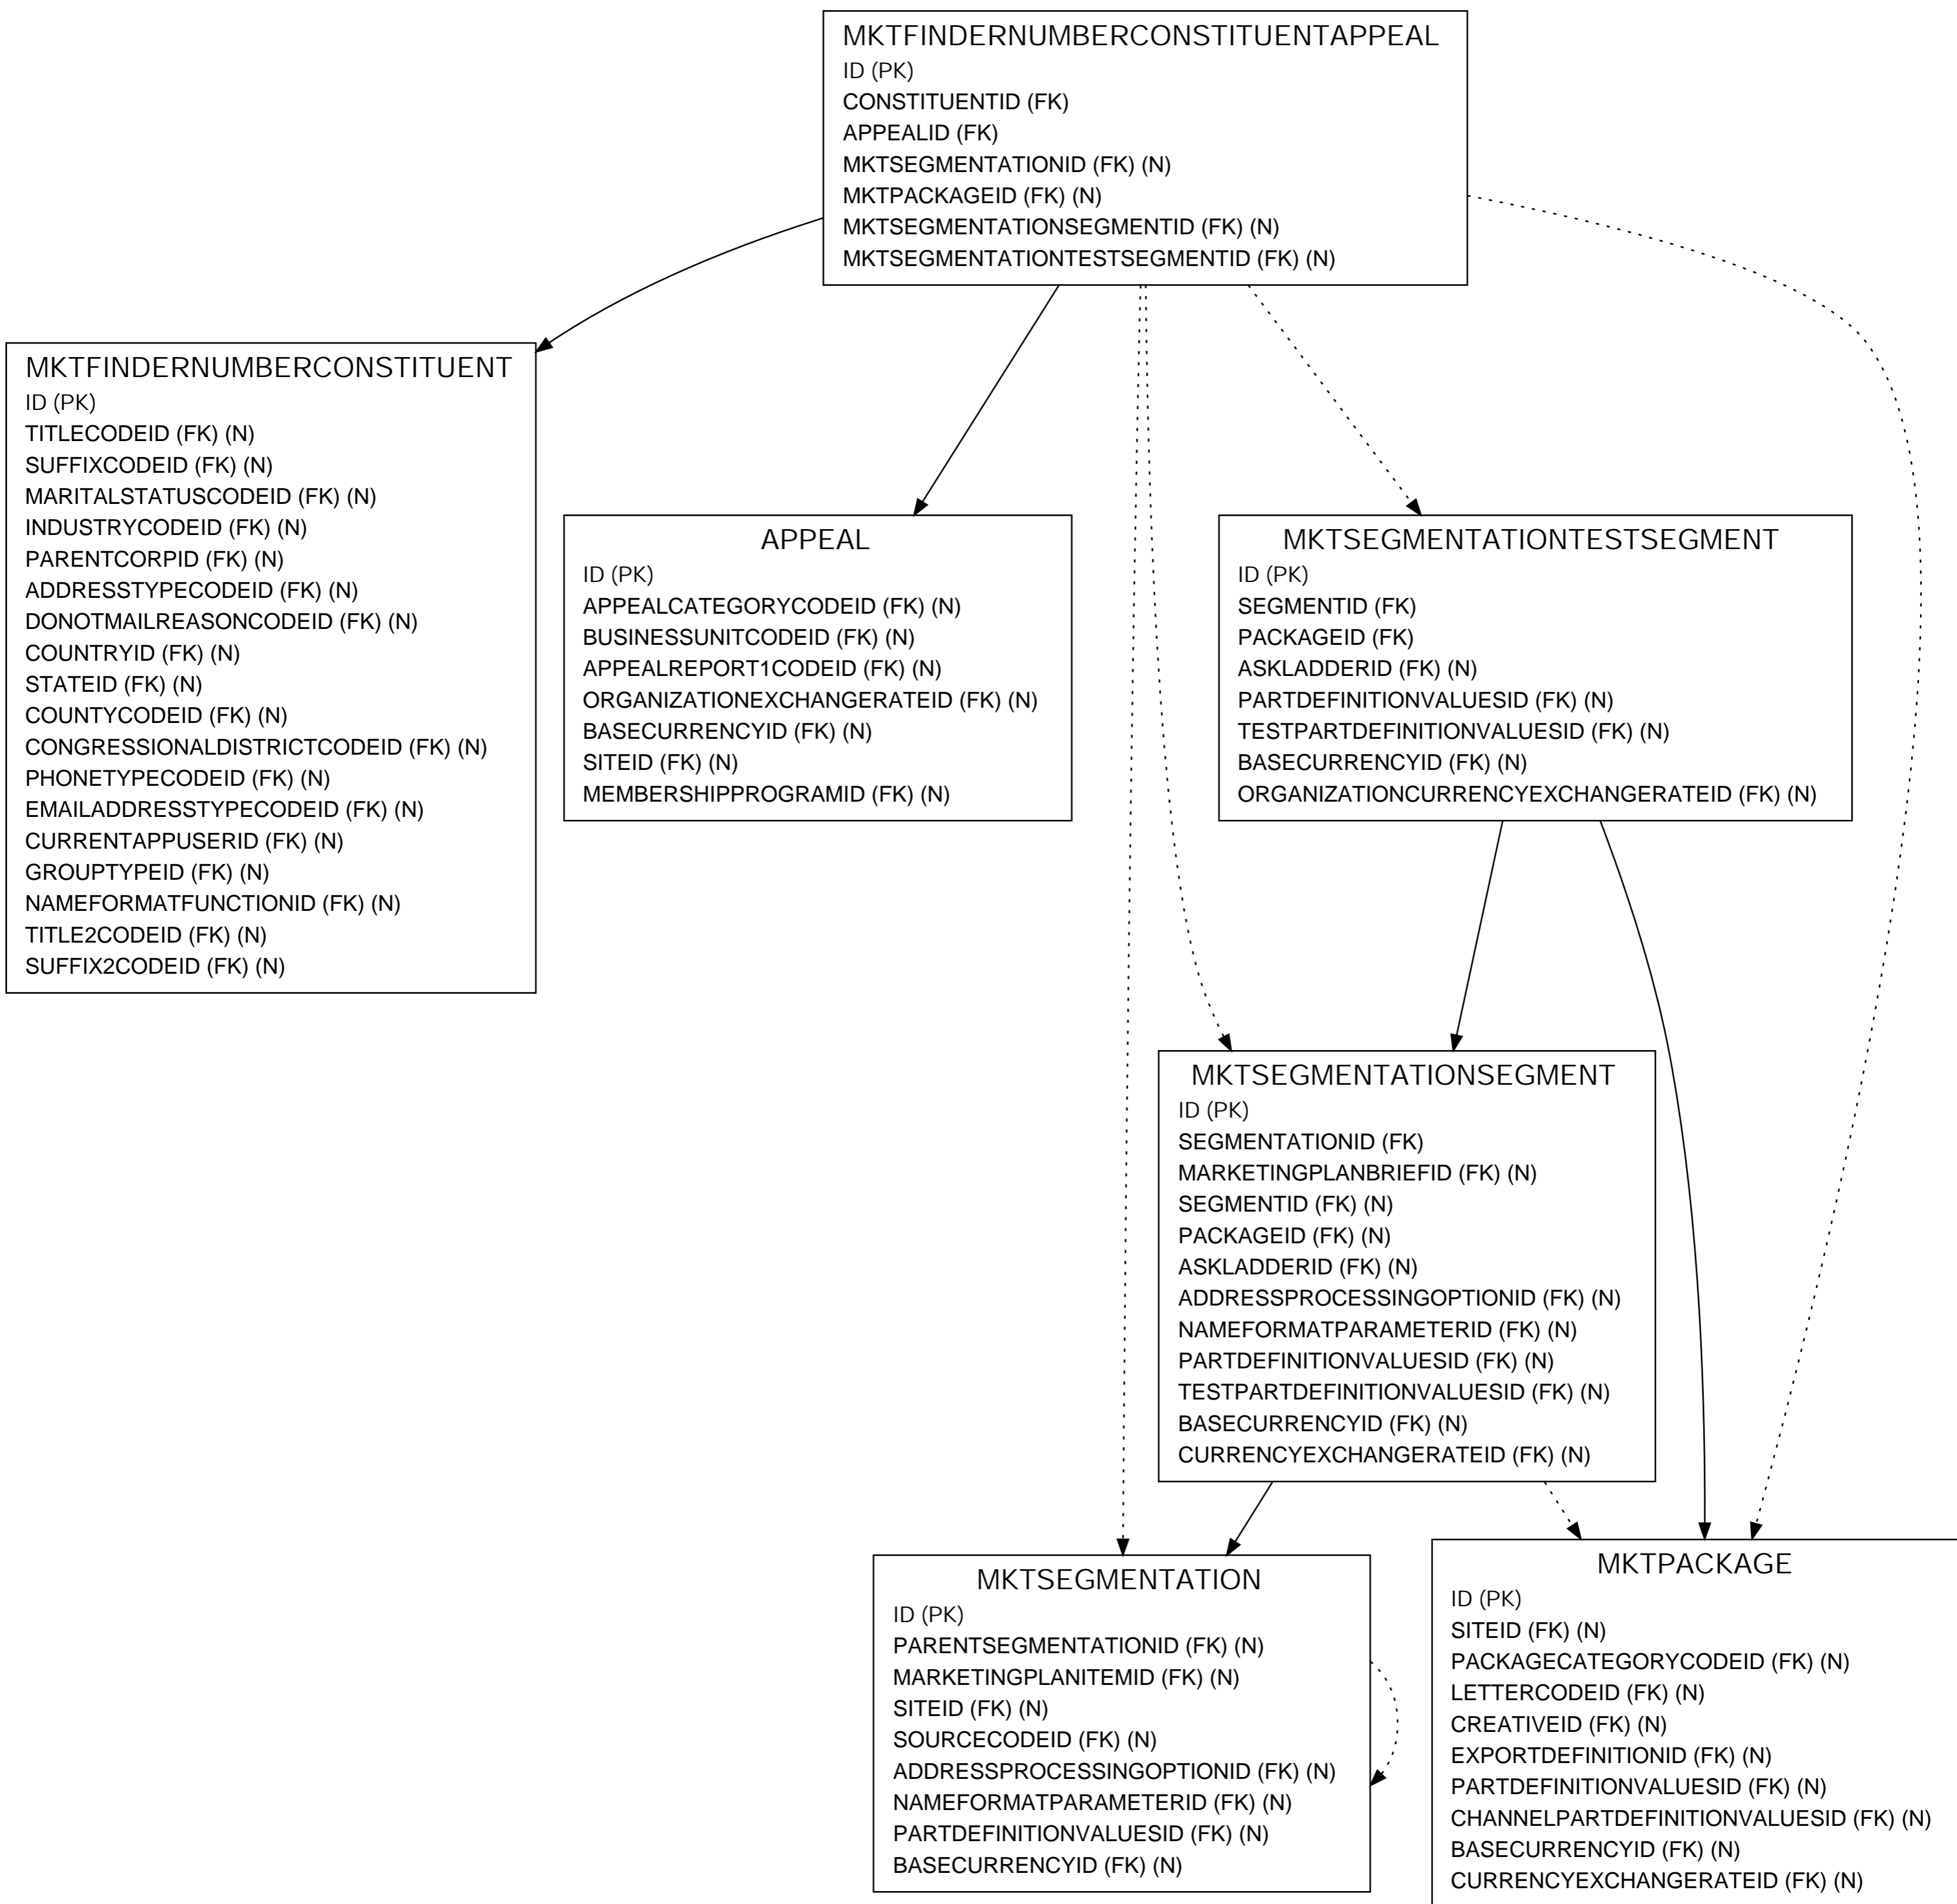 MKTFINDERNUMBERCONSTITUENTAPPEAL
ID (PK)
CONSTITUENTID (FK)
APPEALID (FK)
MKTSEGMENTATIONID (FK) (N)
MKTPACKAGEID (FK) (N)
MKTSEGMENTATIONSEGMENTID (FK) (N)
MKTSEGMENTATIONTESTSEGMENTID (FK) (N)
MKTFINDERNUMBERCONSTITUENT
ID (PK)
TITLECODEID (FK) (N)
SUFFIXCODEID (FK) (N)
MARITALSTATUSCODEID (FK) (N)
INDUSTRYCODEID (FK) (N)
PARENTCORPID (FK) (N)
ADDRESSTYPECODEID (FK) (N)
DONOTMAILREASONCODEID (FK) (N)
COUNTRYID (FK) (N)
STATEID (FK) (N)
COUNTYCODEID (FK) (N)
CONGRESSIONALDISTRICTCODEID (FK) (N)
PHONETYPECODEID (FK) (N)
EMAILADDRESSTYPECODEID (FK) (N)
CURRENTAPPUSERID (FK) (N)
GROUPTYPEID (FK) (N)
NAMEFORMATFUNCTIONID (FK) (N)
TITLE2CODEID (FK) (N)
SUFFIX2CODEID (FK) (N)
APPEAL
ID (PK)
APPEALCATEGORYCODEID (FK) (N)
BUSINESSUNITCODEID (FK) (N)
APPEALREPORT1CODEID (FK) (N)
ORGANIZATIONEXCHANGERATEID (FK) (N)
BASECURRENCYID (FK) (N)
SITEID (FK) (N)
MEMBERSHIPPROGRAMID (FK) (N)
MKTSEGMENTATIONTESTSEGMENT
ID (PK)
SEGMENTID (FK)
PACKAGEID (FK)
ASKLADDERID (FK) (N)
PARTDEFINITIONVALUESID (FK) (N)
TESTPARTDEFINITIONVALUESID (FK) (N)
BASECURRENCYID (FK) (N)
ORGANIZATIONCURRENCYEXCHANGERATEID (FK) (N)
MKTSEGMENTATIONSEGMENT
ID (PK)
SEGMENTATIONID (FK)
MARKETINGPLANBRIEFID (FK) (N)
SEGMENTID (FK) (N)
PACKAGEID (FK) (N)
ASKLADDERID (FK) (N)
ADDRESSPROCESSINGOPTIONID (FK) (N)
NAMEFORMATPARAMETERID (FK) (N)
PARTDEFINITIONVALUESID (FK) (N)
TESTPARTDEFINITIONVALUESID (FK) (N)
BASECURRENCYID (FK) (N)
CURRENCYEXCHANGERATEID (FK) (N)
MKTSEGMENTATION
ID (PK)
PARENTSEGMENTATIONID (FK) (N)
MARKETINGPLANITEMID (FK) (N)
SITEID (FK) (N)
SOURCECODEID (FK) (N)
ADDRESSPROCESSINGOPTIONID (FK) (N)
NAMEFORMATPARAMETERID (FK) (N)
PARTDEFINITIONVALUESID (FK) (N)
BASECURRENCYID (FK) (N)
MKTPACKAGE
ID (PK)
SITEID (FK) (N)
PACKAGECATEGORYCODEID (FK) (N)
LETTERCODEID (FK) (N)
CREATIVEID (FK) (N)
EXPORTDEFINITIONID (FK) (N)
PARTDEFINITIONVALUESID (FK) (N)
CHANNELPARTDEFINITIONVALUESID (FK) (N)
BASECURRENCYID (FK) (N)
CURRENCYEXCHANGERATEID (FK) (N)